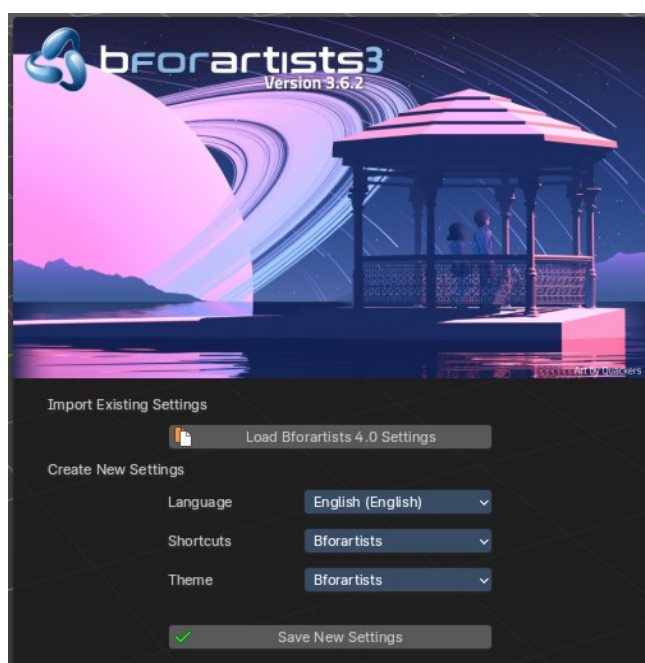 bforartists3
Version 3.6.2
Art by Quackers
Import Existing Settings
Load Bforartists 4.0 Settings
Create New Settings
Language English (English)
Shortcuts Bforartists
Theme Bforartists
Save New Settings